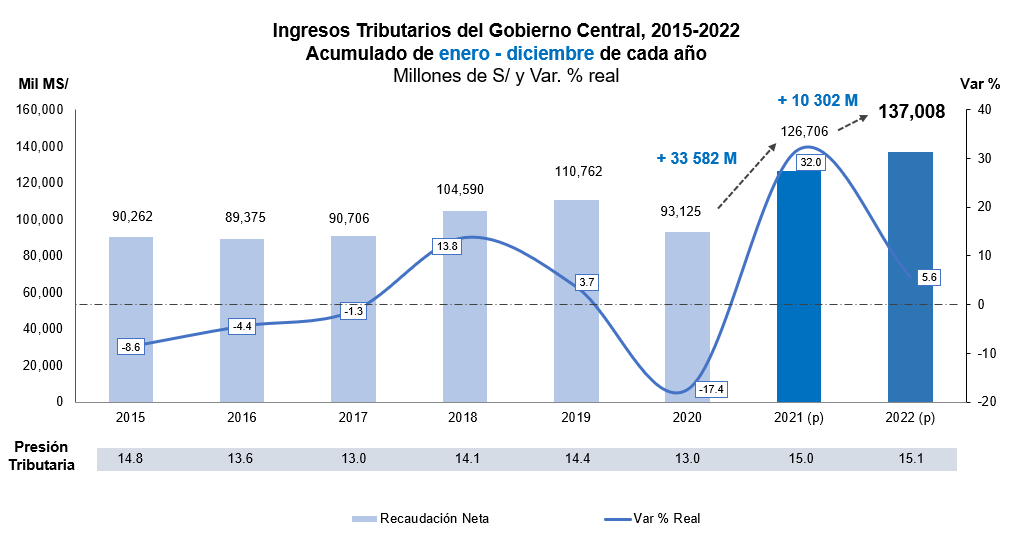 Ingresos Tributarios del Gobierno Central, 2015-2022
Acumulado de enero - diciembre de cada año
Millones de S/ y Var. % real
Mil MS/
Var %
160,000
140,000
120,000
100,000
80,000
60,000
40,000
20,000
0
40
30
20
10
0
-10
-20
90,262
89,375
90,706
104,590
110,762
93,125
126,706
137,008
+ 33 582 M
+ 10 302 M
-8.6
-4.4
-1.3
13.8
3.7
-17.4
32.0
5.6
2015 2016 2017 2018 2019 2020 2021 (p) 2022 (p)
Presión
Tributaria
14.8 13.6 13.0 14.1 14.4 13.0 15.0 15.1
Recaudación Neta Var % Real